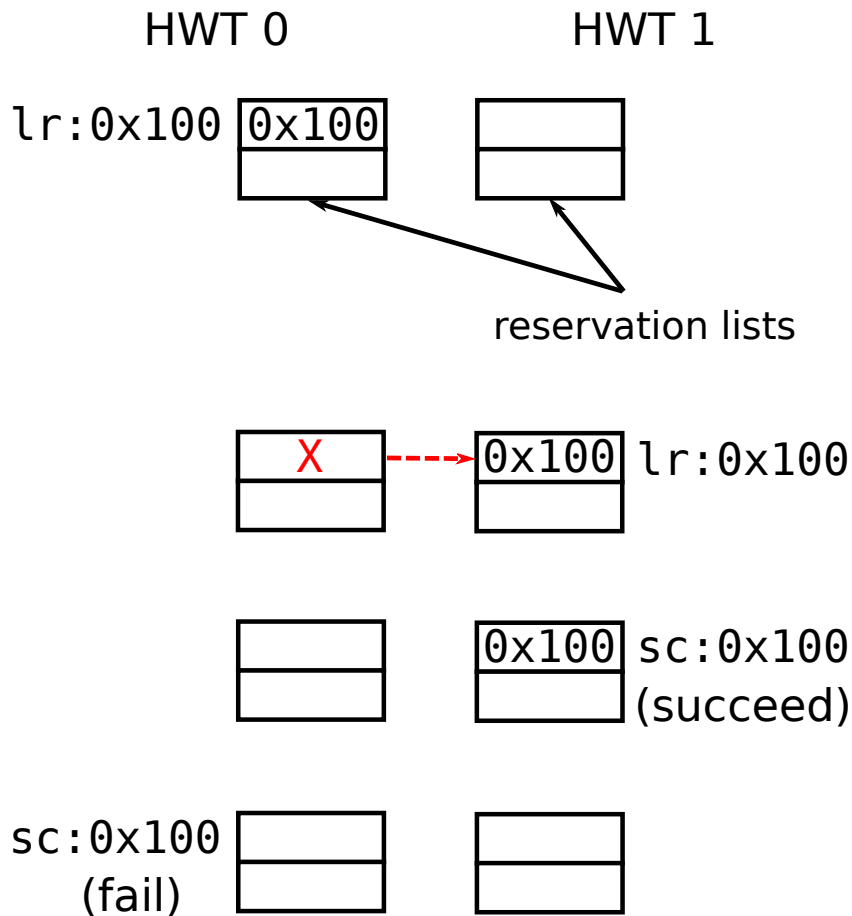 HWT 0 HWT 1
lr:0x100 0x100
reservation lists
X 0x100 lr:0x100
0x100 sc:0x100
(succeed)
sc:0x100
(fail)